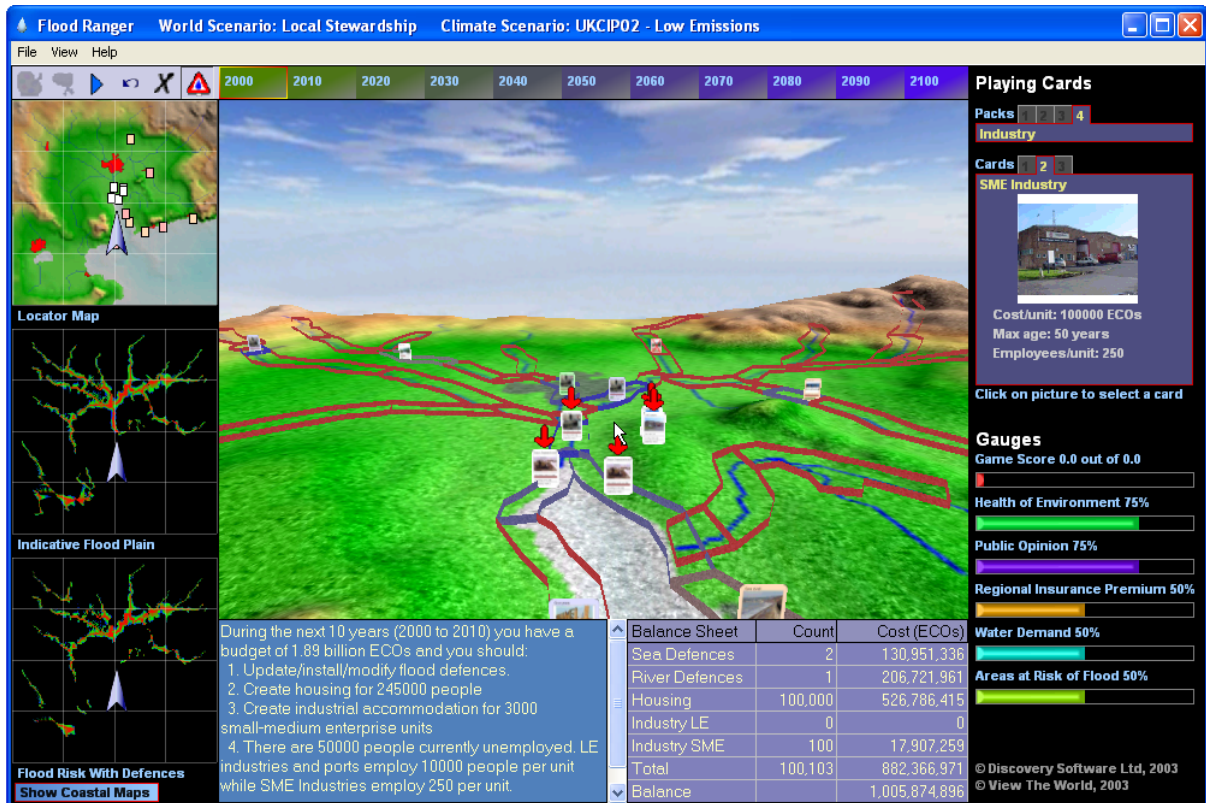 Flood Ranger World Scenario: Local Stewardship Climate Scenario: UKCIP02 - Low Emissions
File View Help
2000 2010 2020 2030 2040 2050 2060 2070 2080 2090 2100
Locator Map
Indicative Flood Plain
Flood Risk With Defences
Show Coastal Maps
During the next 10 years (2000 to 2010) you have a
budget of 1.89 billion ECOs and you should:
1. Update/install/modify flood defences.
2. Create housing for 245000 people
3. Create industrial accommodation for 3000
small-medium enterprise units
4. There are 50000 people currently unemployed. LE
industries and ports employ 10000 people per unit
while SME Industries employ 250 per unit.
Balance Sheet Count Cost (ECOs)
Sea Defences 2 130,951,336
River Defences 1 206,721,961
Housing 100,000 526,786,415
Industry LE 0 0
Industry SME 100 17,907,259
Total 100,103 882,366,971
Balance 1,005,874,896
Playing Cards
Packs 1 2 3 4
Industry
Cards 1 2 3
SME Industry
Cost/unit: 100000 ECOs
Max age: 50 years
Employees/unit: 250
Click on picture to select a card
Gauges
Game Score 0.0 out of 0.0
Health of Environment 75%
Public Opinion 75%
Regional Insurance Premium 50%
Water Demand 50%
Areas at Risk of Flood 50%
© Discovery Software Ltd, 2003
© View The World, 2003